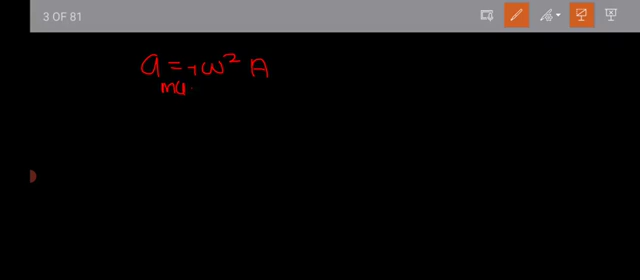 3 OF 81
a = -ω² A
ma